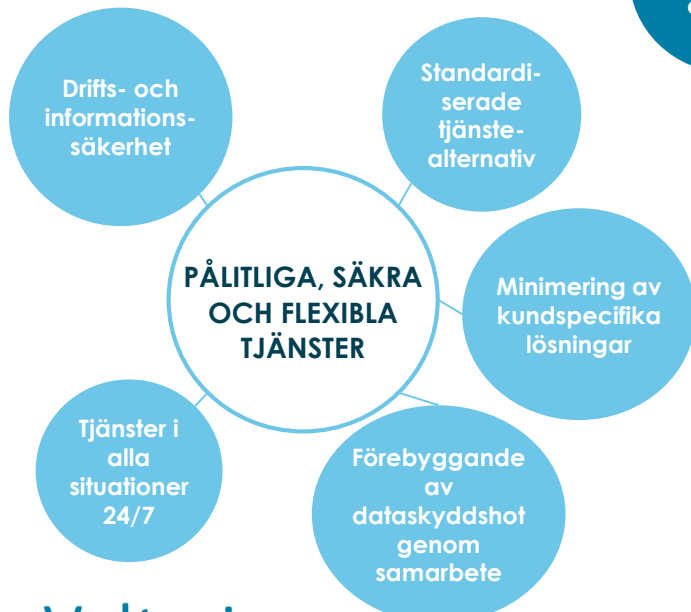 Drifts- och
informations-
säkerhet
Standardi-
serade
tjänste-
alternativ
PÅLITLIGA, SÄKRA
OCH FLEXIBLA
TJÄNSTER
Minimering av
kundspecifika
lösningar
Tjänster i
alla
situationer
24/7
Förebyggande
av
dataskyddshot
genom
samarbete